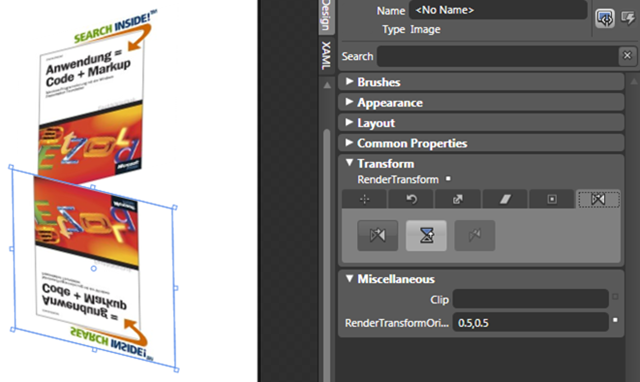 SEARCH INSIDE!™
Anwendung =
Code + Markup
Microsoft
Anwendung =
Code + Markup
SEARCH INSIDE!™
Design
XAML
Name <No Name>
Type Image
Search
Brushes
Appearance
Layout
Common Properties
Transform
RenderTransform
Miscellaneous
Clip
RenderTransformOri... 0.5,0.5